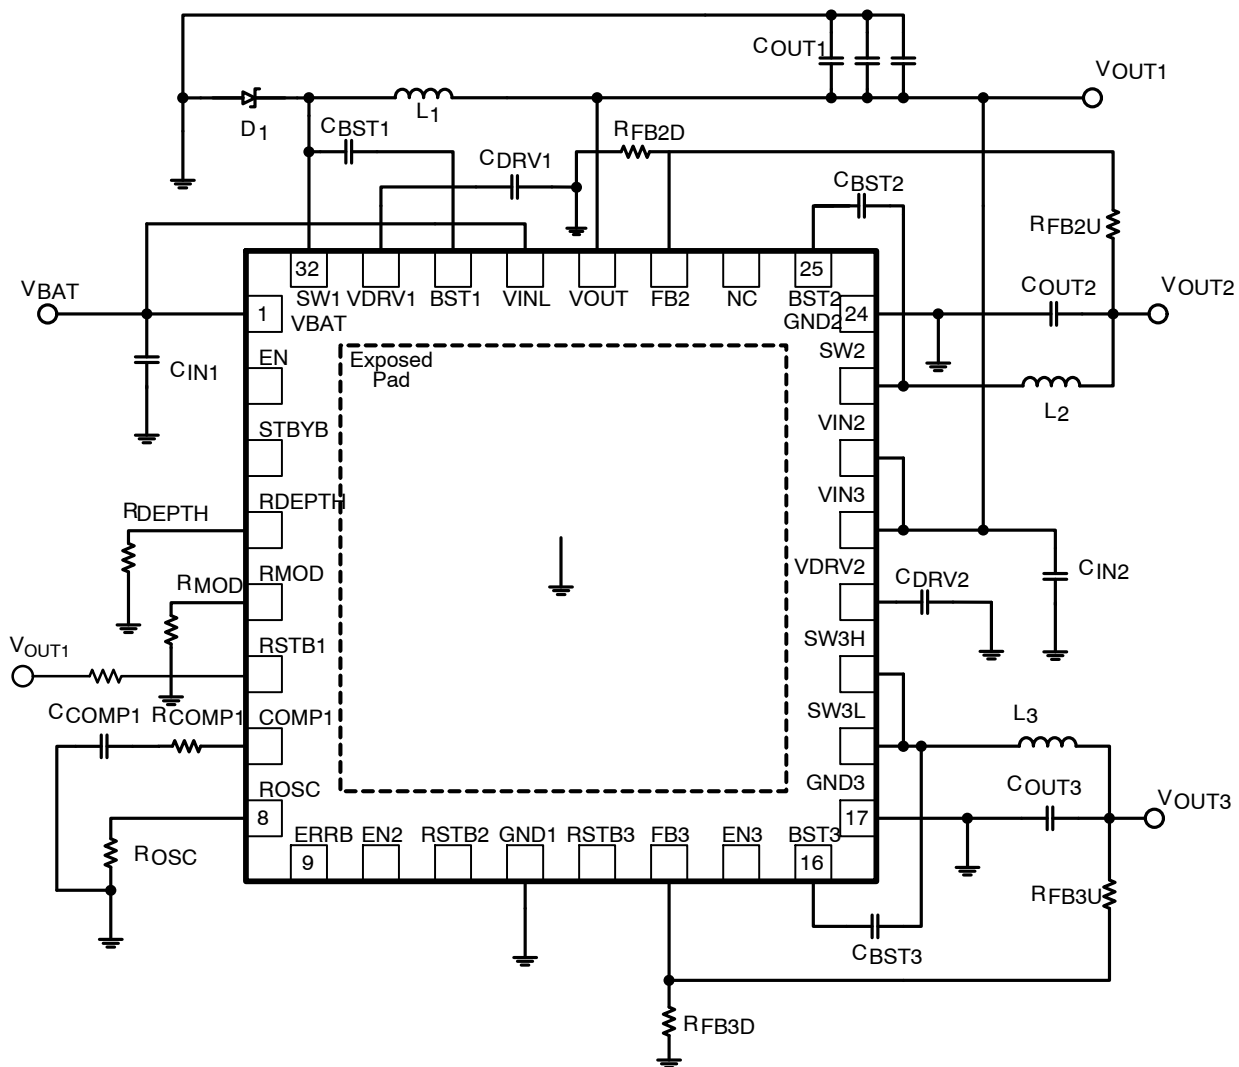 COUT1
VOUT1
D1
L1
CBST1
RFB2D
CDRV1
CBST2
RFB2U
VBAT
COUT2
VOUT2
32
25
SW1
VDRV1
BST1
VINL
VOUT
FB2
NC
BST2
1
VBAT
GND2
24
CIN1
EN
Exposed
Pad
SW2
L2
STBYB
VIN2
RDEPTH
RDEPTH
VIN3
RMOD
RMOD
VDRV2
CDRV2
CIN2
VOUT1
RSTB1
SW3H
CCOMP1
RCOMP1
COMP1
SW3L
L3
ROSC
GND3
COUT3
VOUT3
8
17
ERRB
EN2
RSTB2
GND1
RSTB3
FB3
EN3
BST3
9
16
ROSC
RFB3U
CBST3
RFB3D